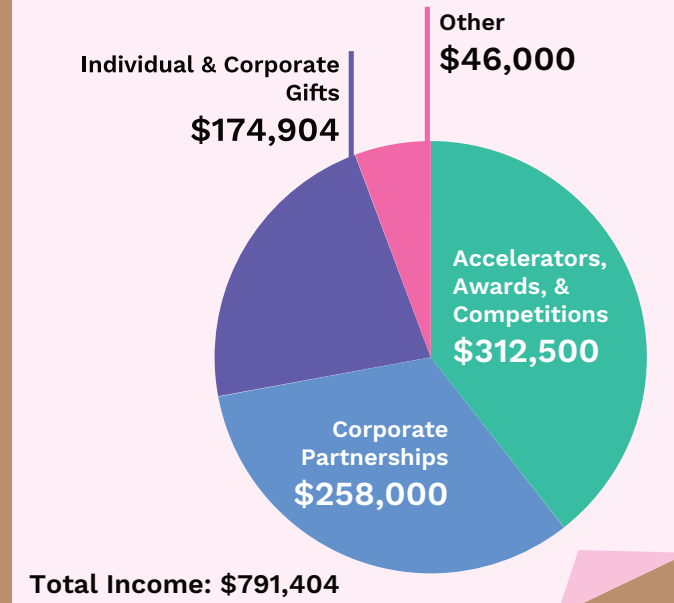 Other
$46,000
Individual & Corporate
Gifts
$174,904
Accelerators,
Awards, &
Competitions
$312,500
Corporate
Partnerships
$258,000
Total Income: $791,404